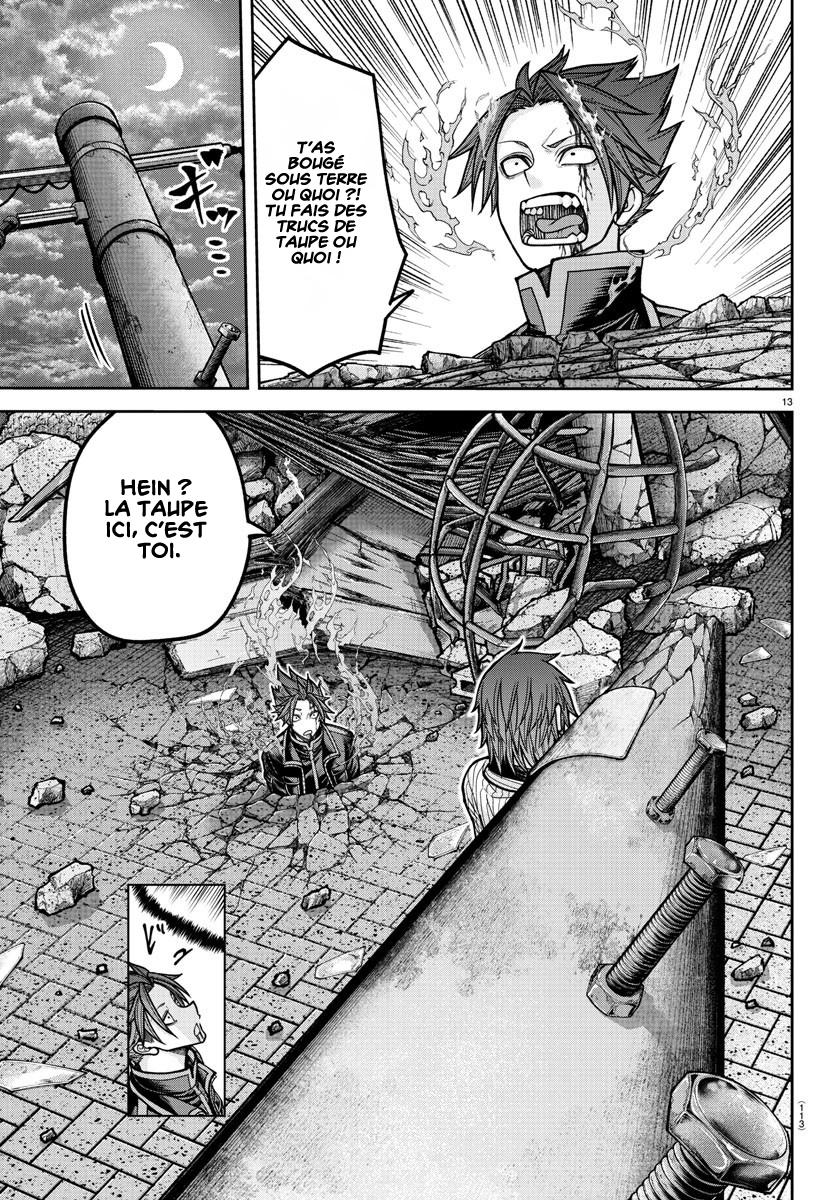 T'AS
BOUGÉ
SOUS TERRE
OU QUOI ?!
TU FAIS DES
TRUCS DE
TAUPE OU
QUOI !
ギッ…
13
HEIN ?
LA TAUPE
ICI, C'EST
TOI.
(113)